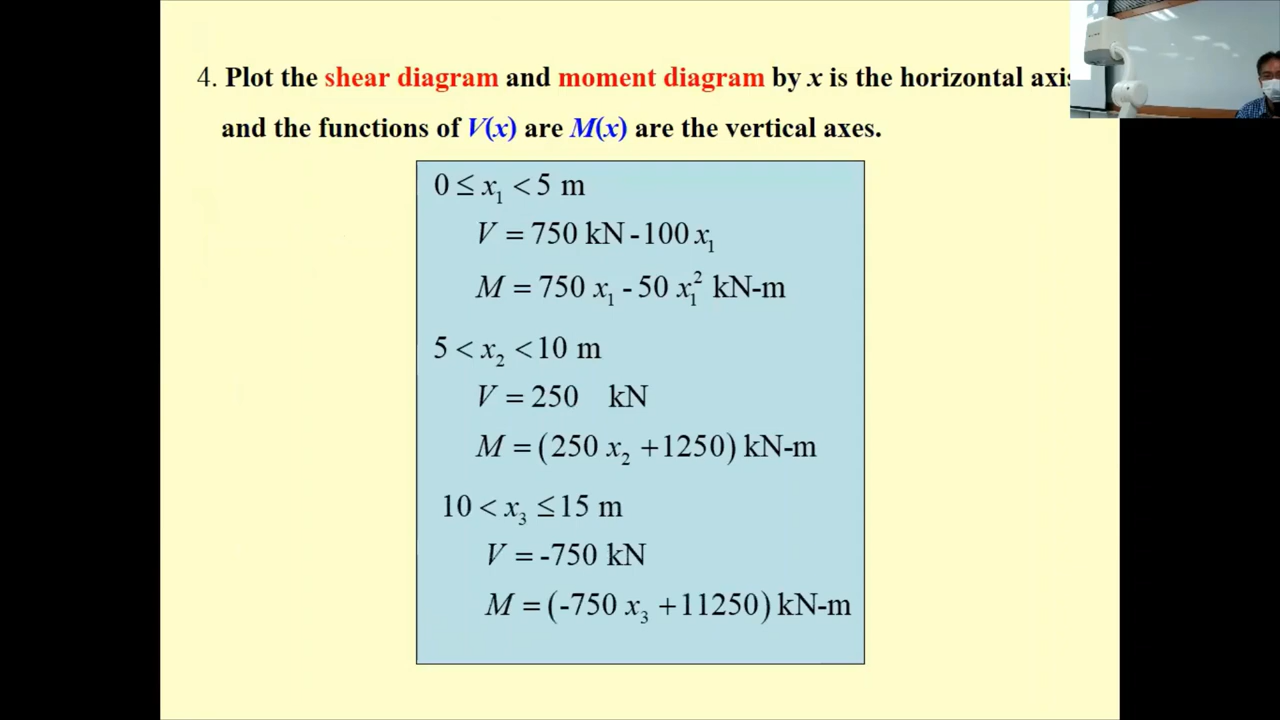 4. Plot the shear diagram and moment diagram by x is the horizontal axis
and the functions of V(x) are M(x) are the vertical axes.
0 ≤ x₁ < 5 m
V = 750 kN - 100 x₁
M = 750 x₁ - 50 x₁² kN-m
5 < x₂ < 10 m
V = 250 kN
M = (250 x₂ + 1250) kN-m
10 < x₃ ≤ 15 m
V = -750 kN
M = (-750 x₃ + 11250) kN-m